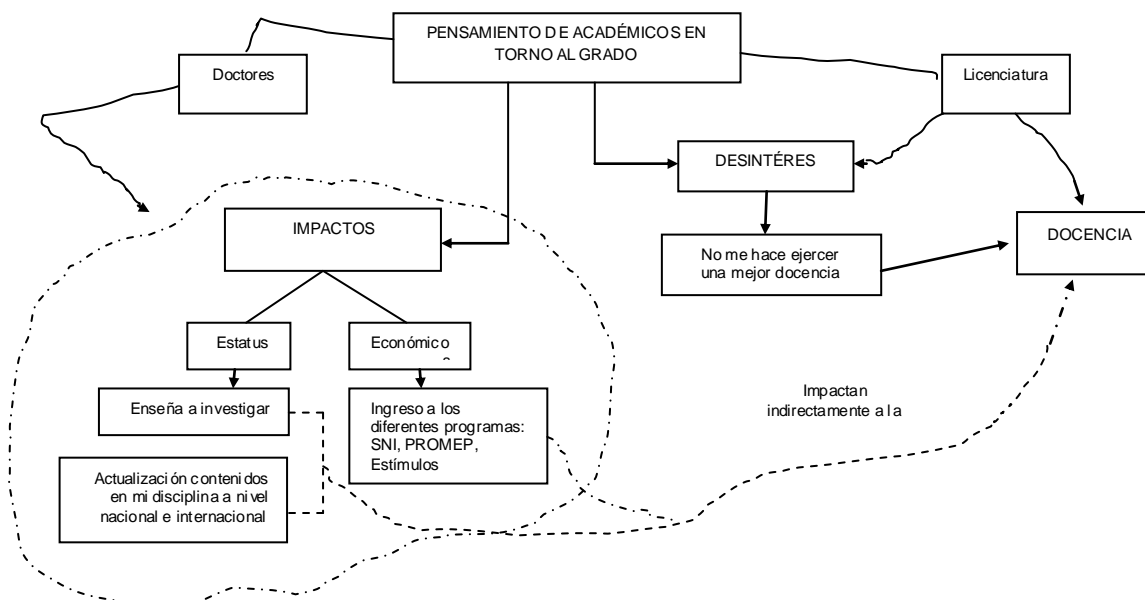 PENSAMIENTO DE ACADÉMICOS EN
TORNO AL GRADO
Doctores
Licenciatura
DESINTÉRES
IMPACTOS
No me hace ejercer
una mejor docencia
DOCENCIA
Estatus
Económico
Enseña a investigar
Ingreso a los
diferentes programas:
SNI, PROMEP,
Estímulos
Impactan
indirectamente a la
Actualización contenidos
en mi disciplina a nivel
nacional e internacional